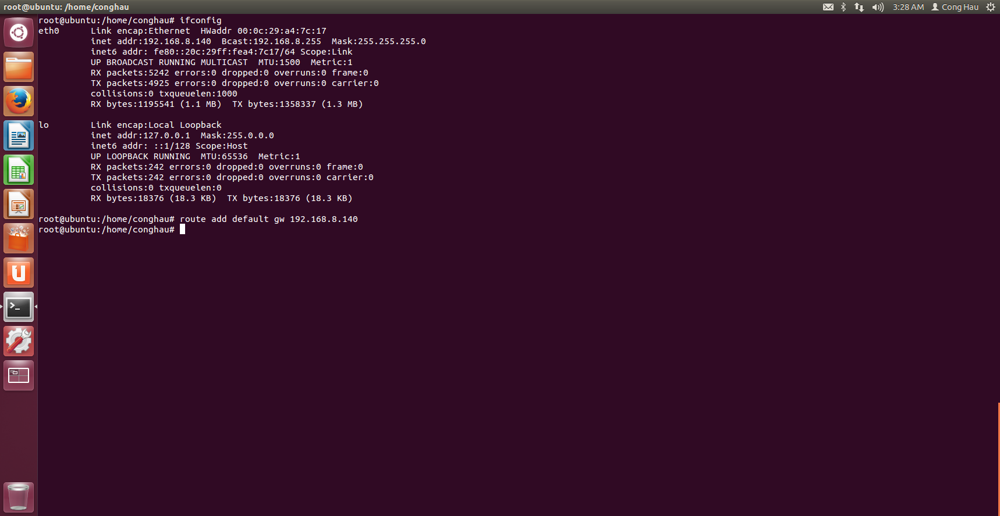 root@ubuntu: /home/conghau
3:28 AM Cong Hau
root@ubuntu:/home/conghau# ifconfig
eth0      Link encap:Ethernet  HWaddr 00:0c:29:a4:7c:17
          inet addr:192.168.8.140  Bcast:192.168.8.255  Mask:255.255.255.0
          inet6 addr: fe80::20c:29ff:fea4:7c17/64 Scope:Link
          UP BROADCAST RUNNING MULTICAST  MTU:1500  Metric:1
          RX packets:5242 errors:0 dropped:0 overruns:0 frame:0
          TX packets:4925 errors:0 dropped:0 overruns:0 carrier:0
          collisions:0 txqueuelen:1000
          RX bytes:1195541 (1.1 MB)  TX bytes:1358337 (1.3 MB)
lo        Link encap:Local Loopback
          inet addr:127.0.0.1  Mask:255.0.0.0
          inet6 addr: ::1/128 Scope:Host
          UP LOOPBACK RUNNING  MTU:65536  Metric:1
          RX packets:242 errors:0 dropped:0 overruns:0 frame:0
          TX packets:242 errors:0 dropped:0 overruns:0 carrier:0
          collisions:0 txqueuelen:0
          RX bytes:18376 (18.3 KB)  TX bytes:18376 (18.3 KB)
root@ubuntu:/home/conghau# route add default gw 192.168.8.140
root@ubuntu:/home/conghau#